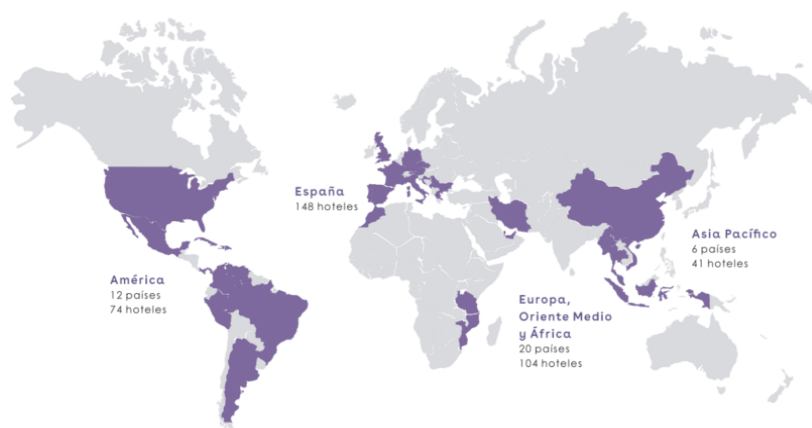 España
148 hoteles
América
12 países
74 hoteles
Europa,
Oriente Medio
y África
20 países
104 hoteles
Asia Pacífico
6 países
41 hoteles